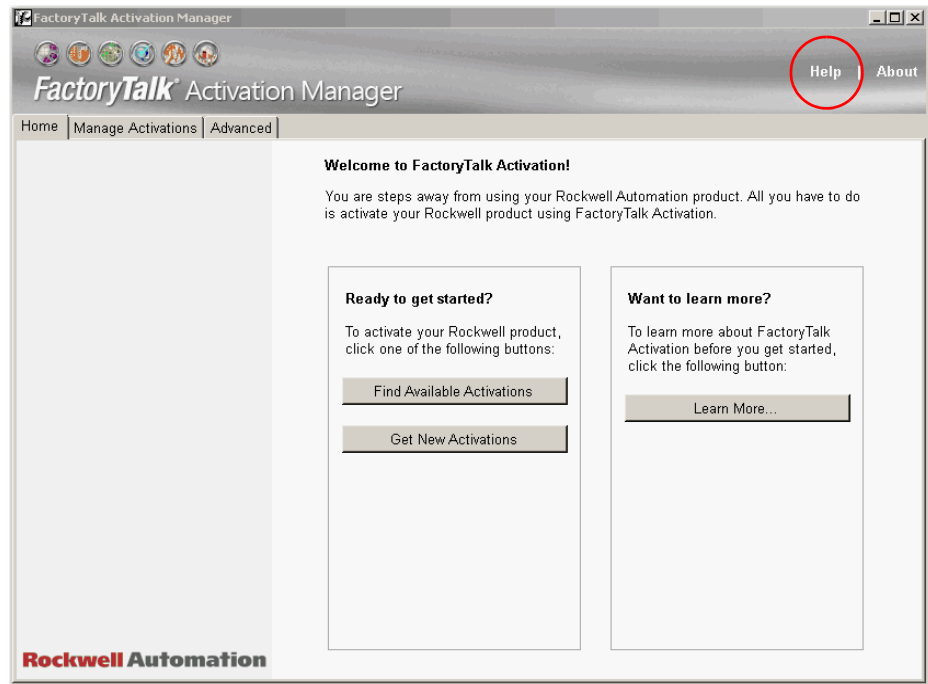 FactoryTalk Activation Manager
FactoryTalk® Activation Manager
Help | About
Home
Manage Activations
Advanced
Welcome to FactoryTalk Activation!
You are steps away from using your Rockwell Automation product. All you have to do
is activate your Rockwell product using FactoryTalk Activation.
Ready to get started?
To activate your Rockwell product,
click one of the following buttons:
Find Available Activations
Get New Activations
Want to learn more?
To learn more about FactoryTalk
Activation before you get started,
click the following button:
Learn More...
Rockwell Automation